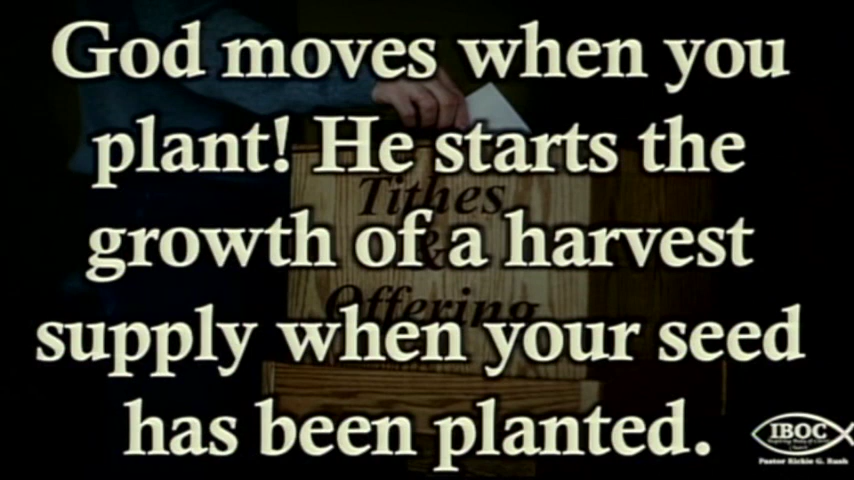 God moves when you
plant! He starts the
growth of a harvest
supply when your seed
has been planted.
Tithes
&
Offering
IBOC
Pastor Rickie G. Rush